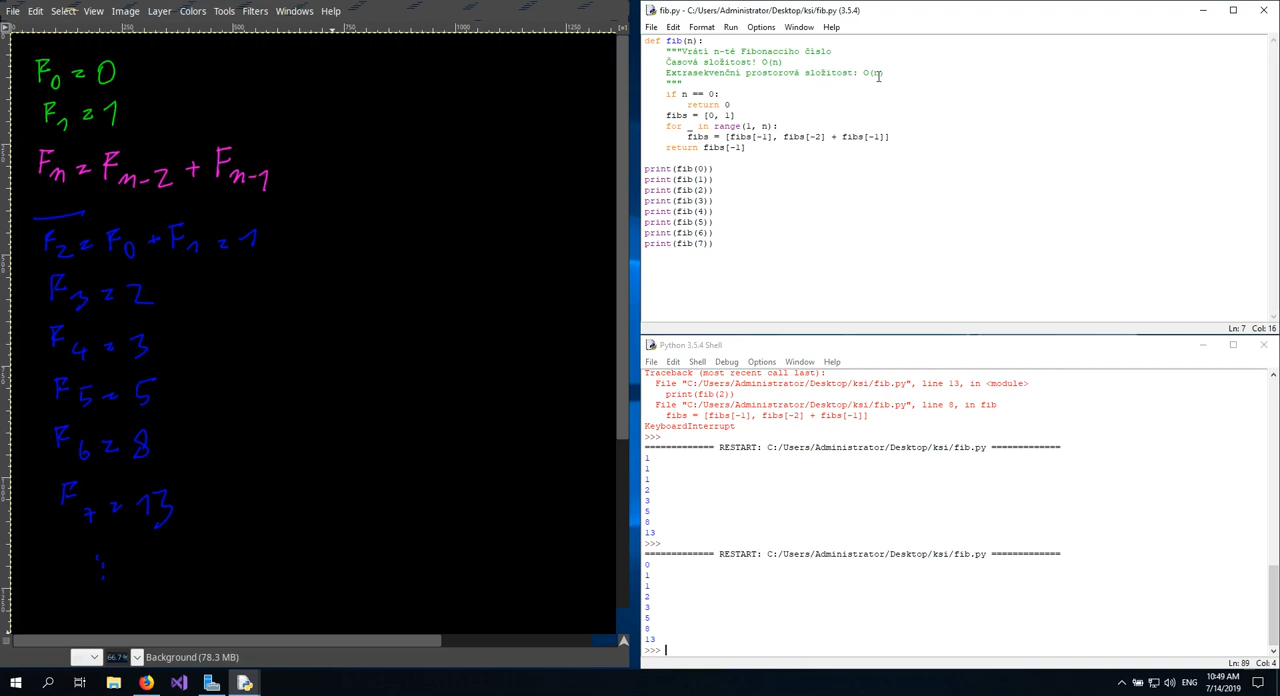 File Edit Select View Image Layer Colors Tools Filters Windows Help
0 250 500 750 1000 1250
F0 = 0
F1 = 1
Fn = Fn-2 + Fn-1
F2 = F0 + F1 = 1
F3 = 2
F4 = 3
F5 = 5
F6 = 8
F7 = 13
⋮
66.7% Background (78.3 MB)
fib.py - C:/Users/Administrator/Desktop/ksi/fib.py (3.5.4)
File Edit Format Run Options Window Help
def fib(n):
"""Vrátí n-té Fibonacciho číslo
Časová složitost! O(n)
Extrasekvenční prostorová složitost: O(n)
"""
if n == 0:
return 0
fibs = [0, 1]
for _ in range(1, n):
fibs = [fibs[-1], fibs[-2] + fibs[-1]]
return fibs[-1]
print(fib(0))
print(fib(1))
print(fib(2))
print(fib(3))
print(fib(4))
print(fib(5))
print(fib(6))
print(fib(7))
Ln: 7 Col: 16
Python 3.5.4 Shell
File Edit Shell Debug Options Window Help
Traceback (most recent call last):
File "C:/Users/Administrator/Desktop/ksi/fib.py", line 13, in <module>
print(fib(2))
File "C:/Users/Administrator/Desktop/ksi/fib.py", line 8, in fib
fibs = [fibs[-1], fibs[-2] + fibs[-1]]
KeyboardInterrupt
>>>
============= RESTART: C:/Users/Administrator/Desktop/ksi/fib.py =============
1
1
1
2
3
5
8
13
>>>
============= RESTART: C:/Users/Administrator/Desktop/ksi/fib.py =============
0
1
1
2
3
5
8
13
>>>
Ln: 89 Col: 4
ENG
10:49 AM
7/14/2019